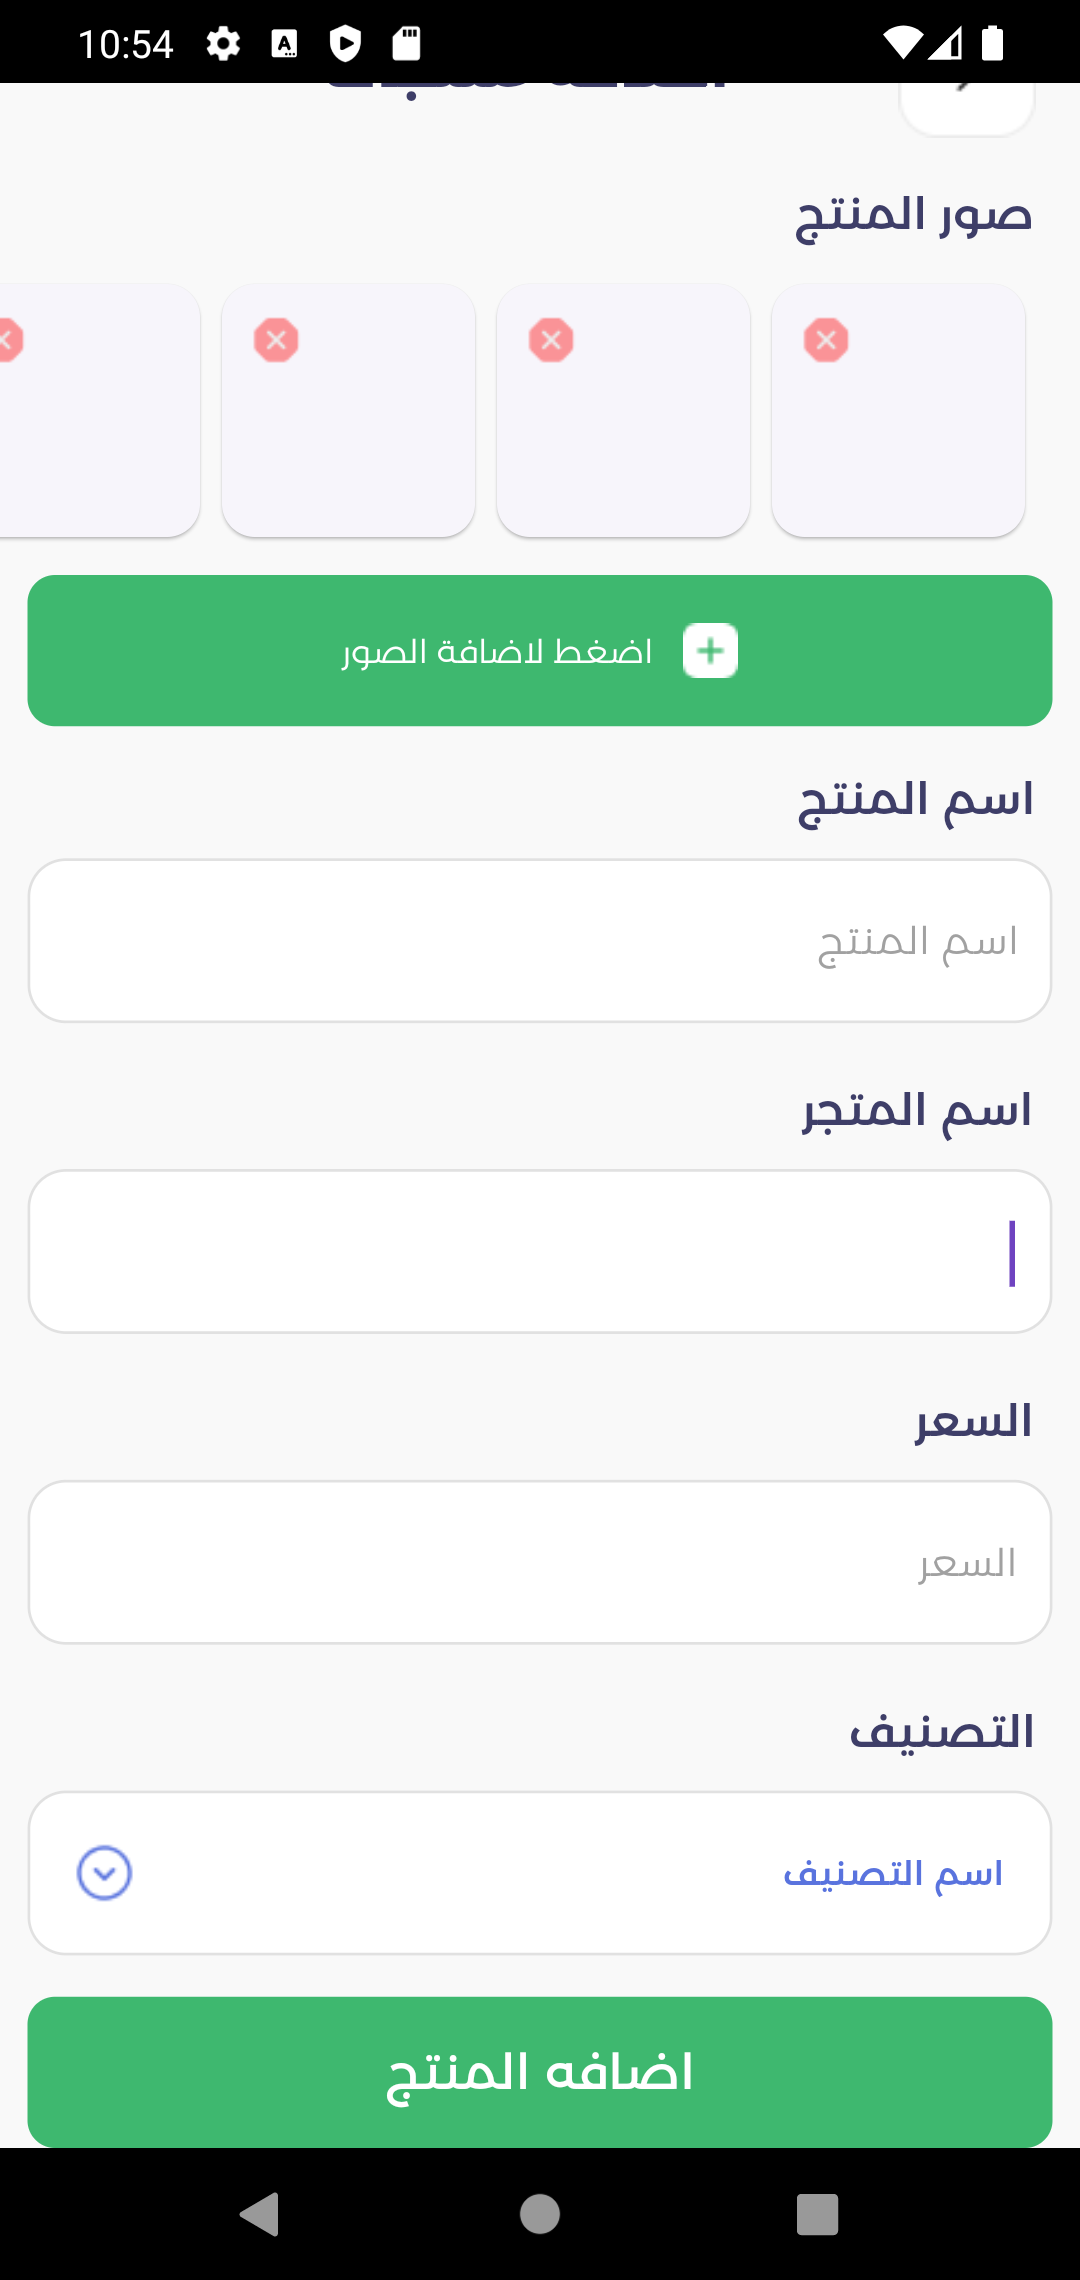 10:54
صور المنتج
اضغط لاضافة الصور
اسم المنتج
اسم المنتج
اسم المتجر
السعر
السعر
التصنيف
اسم التصنيف
اضافه المنتج